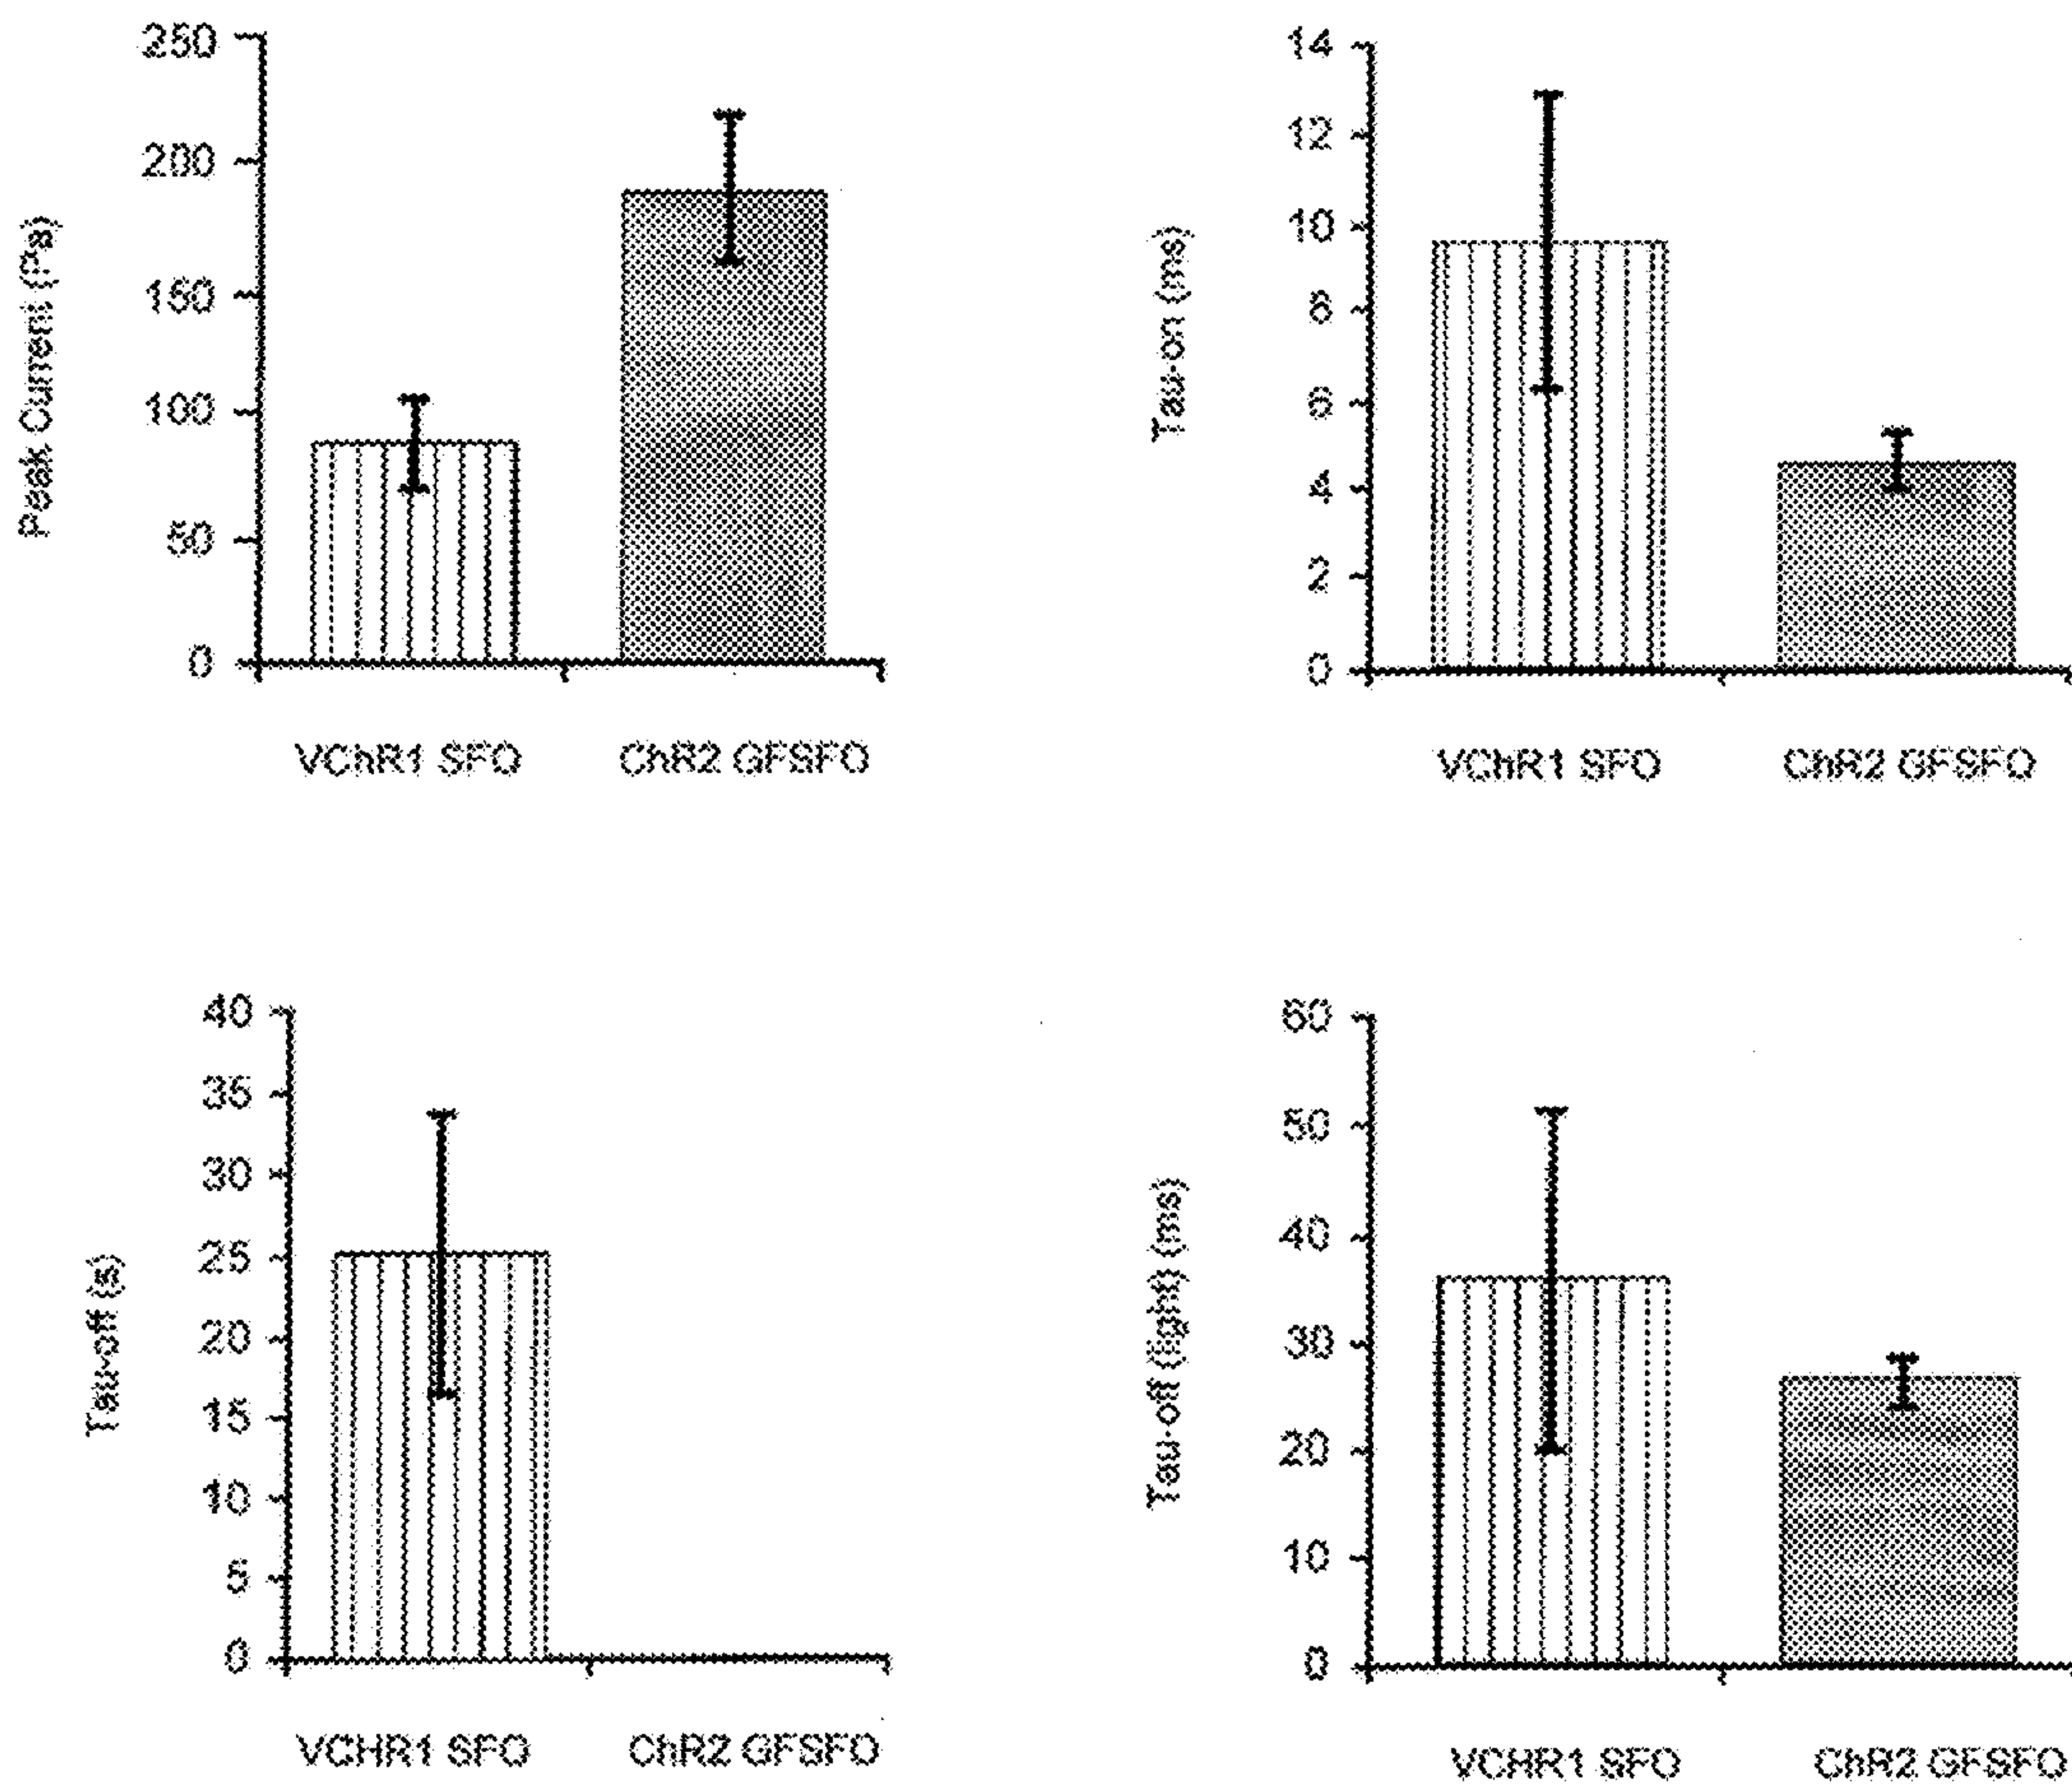 Peak Current (Pa)
250
200
150
100
50
0
VChR1 SFO
ChR2 GFSFO
Tau-on (ms)
14
12
10
8
6
4
2
0
VChR1 SFO
ChR2 GFSFO
Tau-off (s)
40
35
30
25
20
15
10
5
0
VCHR1 SFO
ChR2 GFSFO
Tau-off (light) (ms)
60
50
40
30
20
10
0
VCHR1 SFO
ChR2 GFSFO